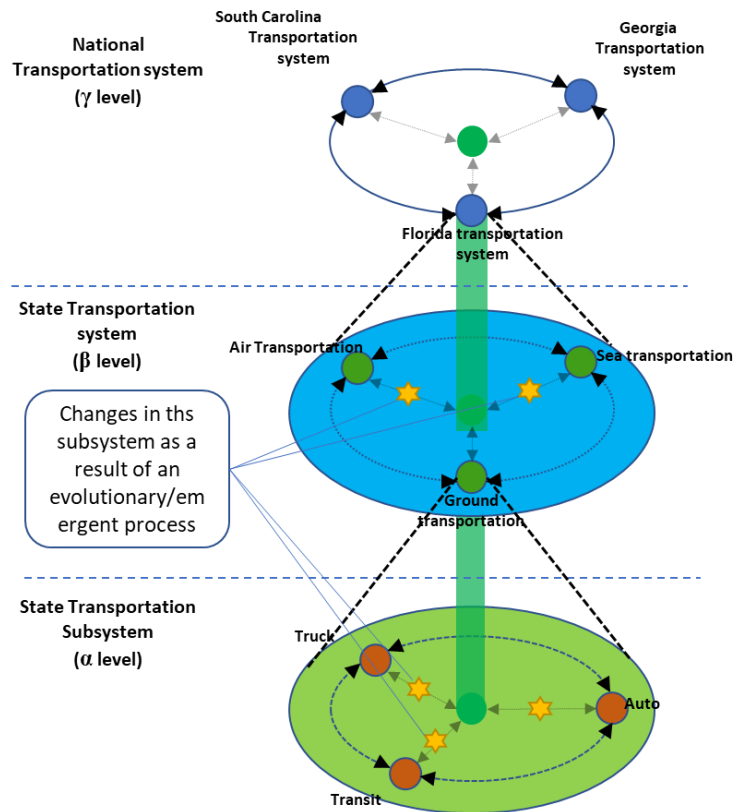 South Carolina
Transportation
system
Georgia
Transportation
system
National
Transportation system
(γ level)
Florida transportation
system
State Transportation
system
(β level)
Air Transportation
Sea transportation
Changes in ths
subsystem as a
result of an
evolutionary/em
ergent process
Ground
transportation
State Transportation
Subsystem
(α level)
Truck
Auto
Transit